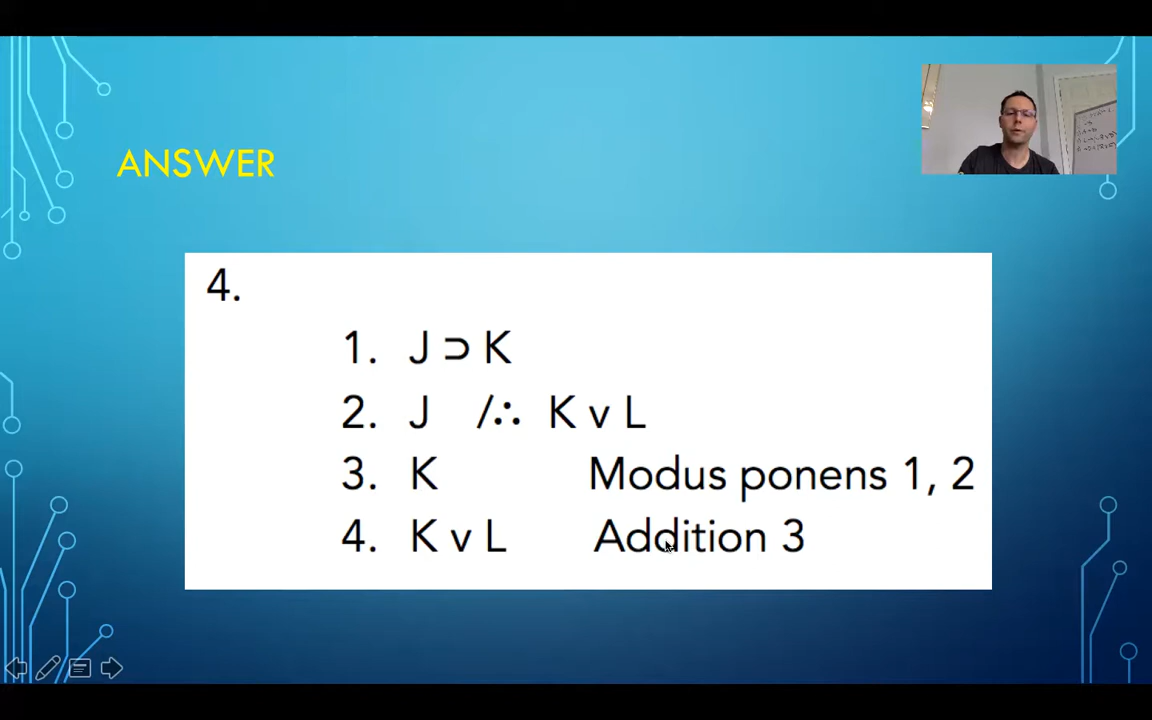 ANSWER
4.
1. J ⊃ K
2. J /∴ K v L
3. K Modus ponens 1, 2
4. K v L Addition 3